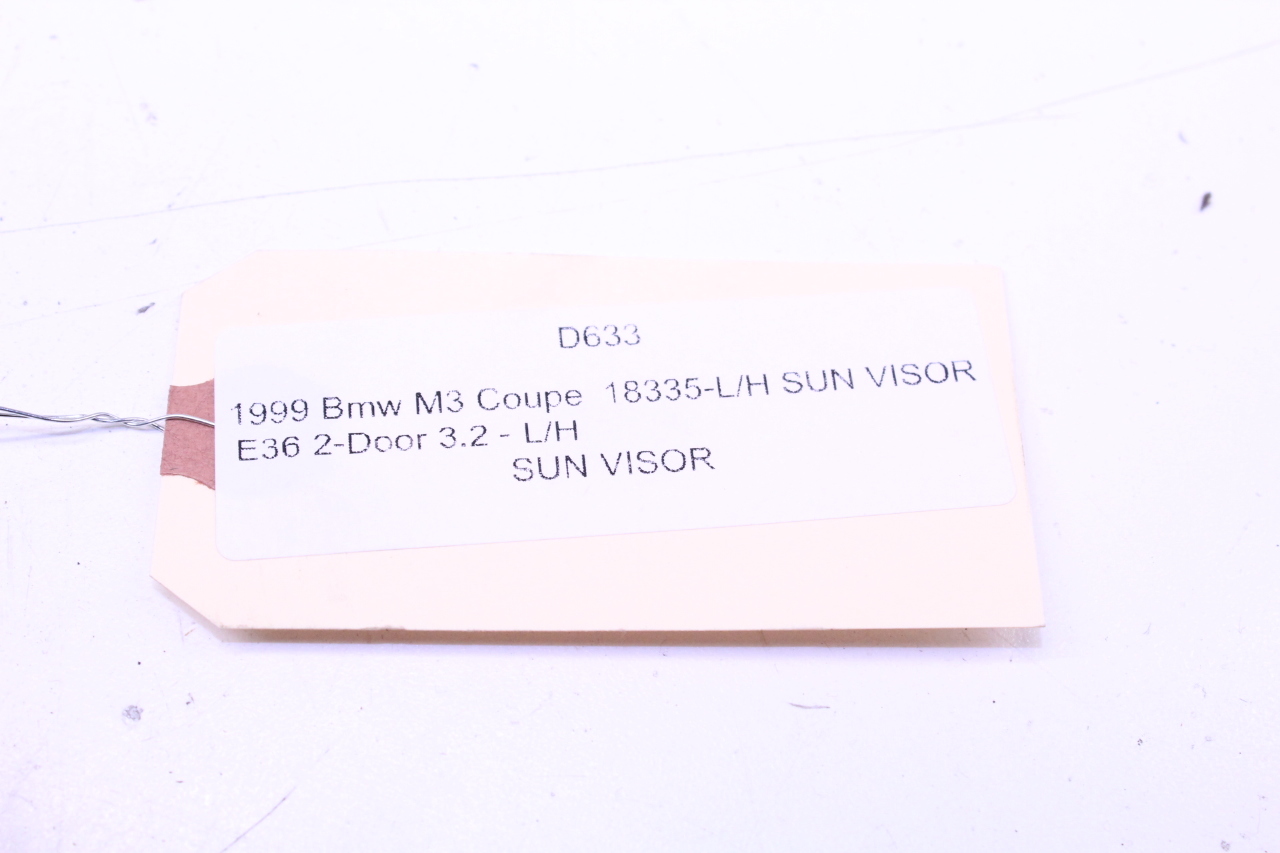 D633
1999 Bmw M3 Coupe 18335-L/H SUN VISOR
E36 2-Door 3.2 - L/H
SUN VISOR